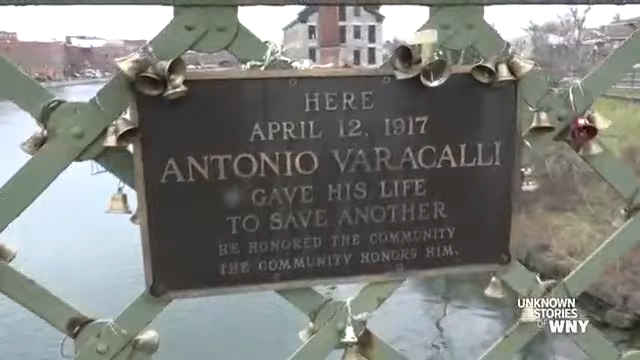 HERE
APRIL 12, 1917
ANTONIO VARACALLI
GAVE HIS LIFE
TO SAVE ANOTHER
HE HONORED THE COMMUNITY
THE COMMUNITY HONORS HIM.
UNKNOWN
STORIES
OF WNY